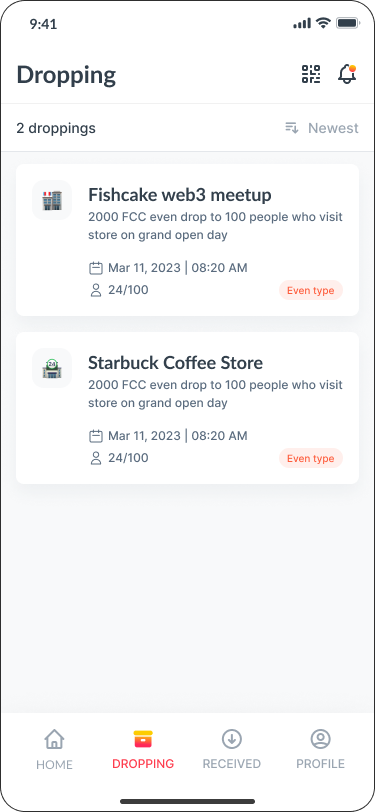 9:41
Dropping
2 droppings
Newest
Fishcake web3 meetup
2000 FCC even drop to 100 people who visit
store on grand open day
Mar 11, 2023 | 08:20 AM
24/100
Even type
Starbuck Coffee Store
2000 FCC even drop to 100 people who visit
store on grand open day
Mar 11, 2023 | 08:20 AM
24/100
Even type
HOME
DROPPING
RECEIVED
PROFILE